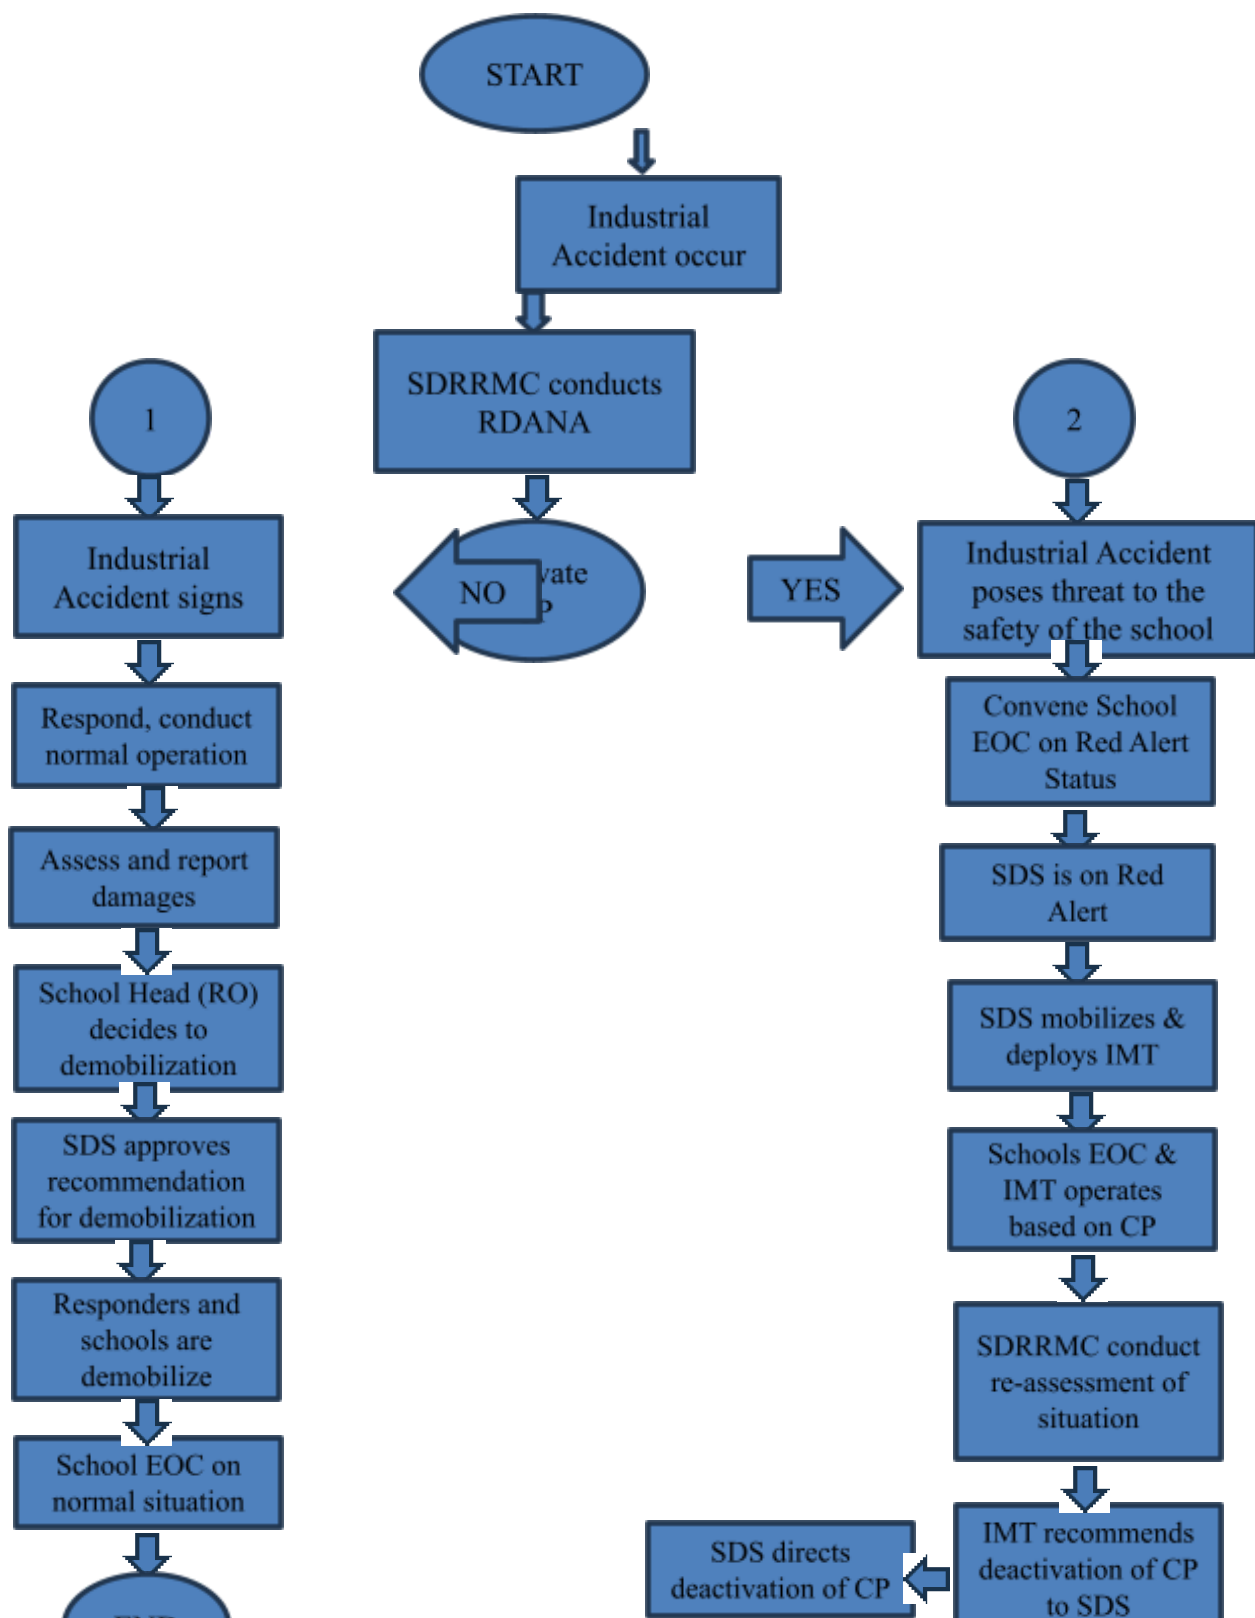 START
Industrial
Accident occur
SDRRMC conducts
RDANA
NO
YES
1
Industrial
Accident signs
Respond, conduct
normal operation
Assess and report
damages
School Head (RO)
decides to
demobilization
SDS approves
recommendation
for demobilization
Responders and
schools are
demobilize
School EOC on
normal situation
2
Industrial Accident
poses threat to the
safety of the school
Convene School
EOC on Red Alert
Status
SDS is on Red
Alert
SDS mobilizes &
deploys IMT
Schools EOC &
IMT operates
based on CP
SDRRMC conduct
re-assessment of
situation
IMT recommends
deactivation of CP
to SDS
SDS directs
deactivation of CP